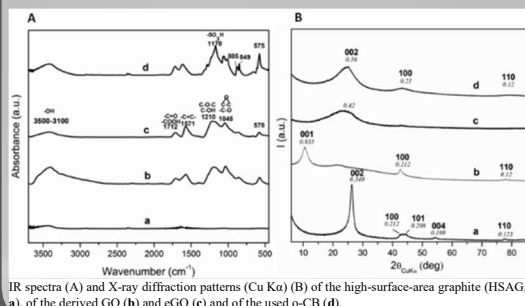 A
B
-SO3H
1170
885
849
575
d
-OH
3500-3100
-C=O
-COOH
1712
-C=C-
1571
C-O-C
C-OH
1210
O
C-C
-C-O
1045
578
c
b
a
Absorbance (a.u.)
3500 3000 2500 2000 1500 1000 500
Wavenumber (cm-1)
002
0.36
100
0.21
110
0.12
d
0.42
c
001
0.835
100
0.212
110
0.12
b
002
0.340
100
0.212
101
0.208
004
0.169
110
0.123
a
I (a.u.)
10 20 30 40 50 60 70 80
2θCuKα (deg)
IR spectra (A) and X-ray diffraction patterns (Cu Kα) (B) of the high-surface-area graphite (HSAG,
a), of the derived GO (b) and eGO (c) and of the used o-CB (d).